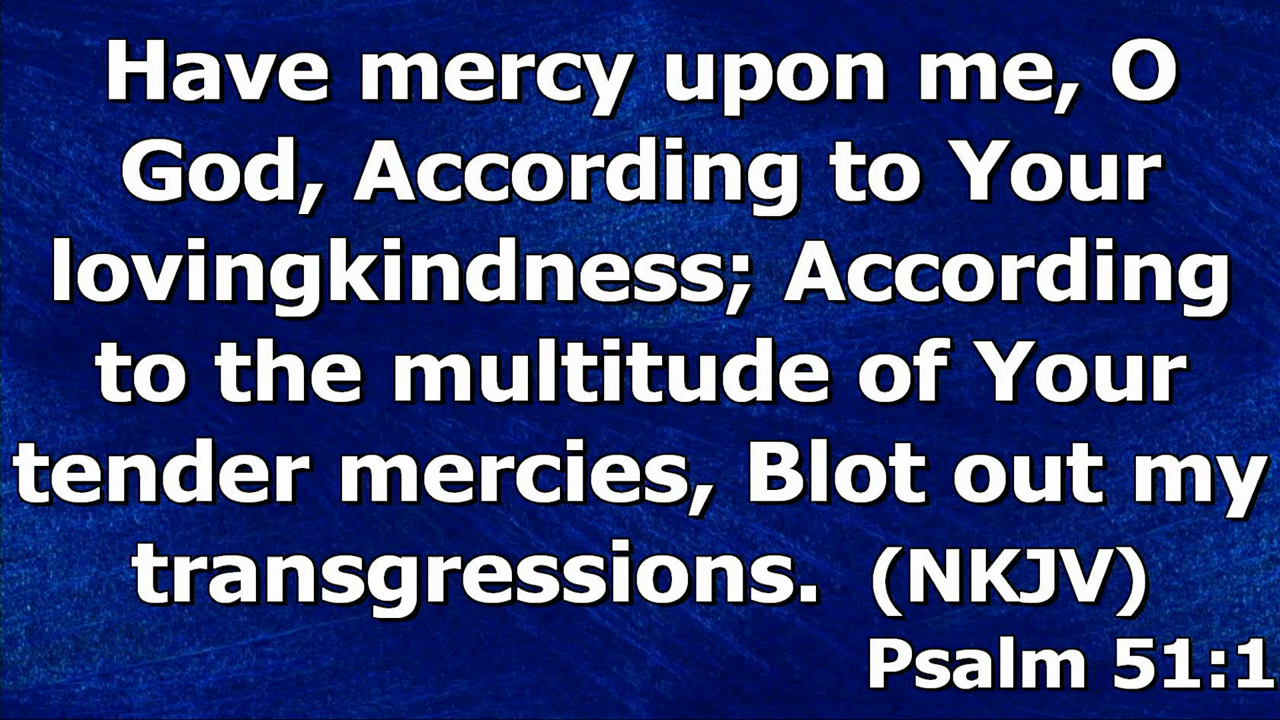 Have mercy upon me, O
God, According to Your
lovingkindness; According
to the multitude of Your
tender mercies, Blot out my
transgressions.  (NKJV)
Psalm 51:1